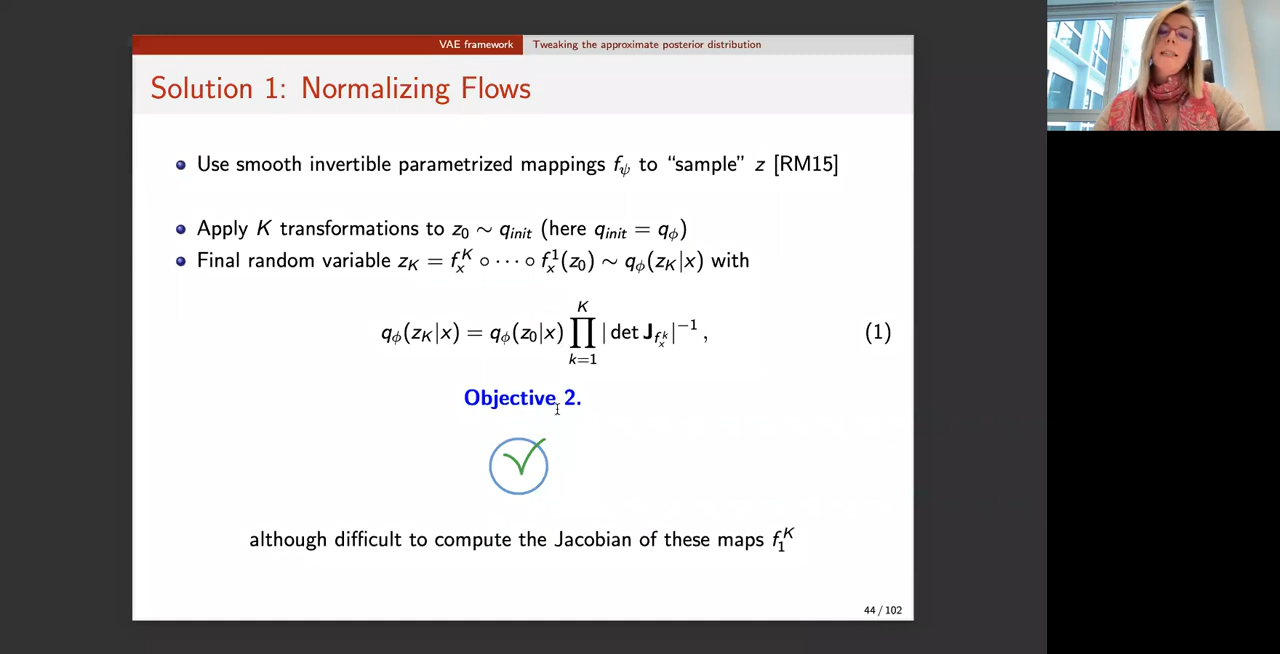 VAE framework Tweaking the approximate posterior distribution
Solution 1: Normalizing Flows
Use smooth invertible parametrized mappings f_ψ to “sample” z [RM15]
Apply K transformations to z_0 ∼ q_init (here q_init = q_ϕ)
Final random variable z_K = f_x^K ∘ ⋯ ∘ f_x^1(z_0) ∼ q_ϕ(z_K|x) with
q_ϕ(z_K|x) = q_ϕ(z_0|x) ∏_{k=1}^{K} | det J_{f_x^k}|^{−1} , (1)
Objective 2.
although difficult to compute the Jacobian of these maps f_1^K
44 / 102